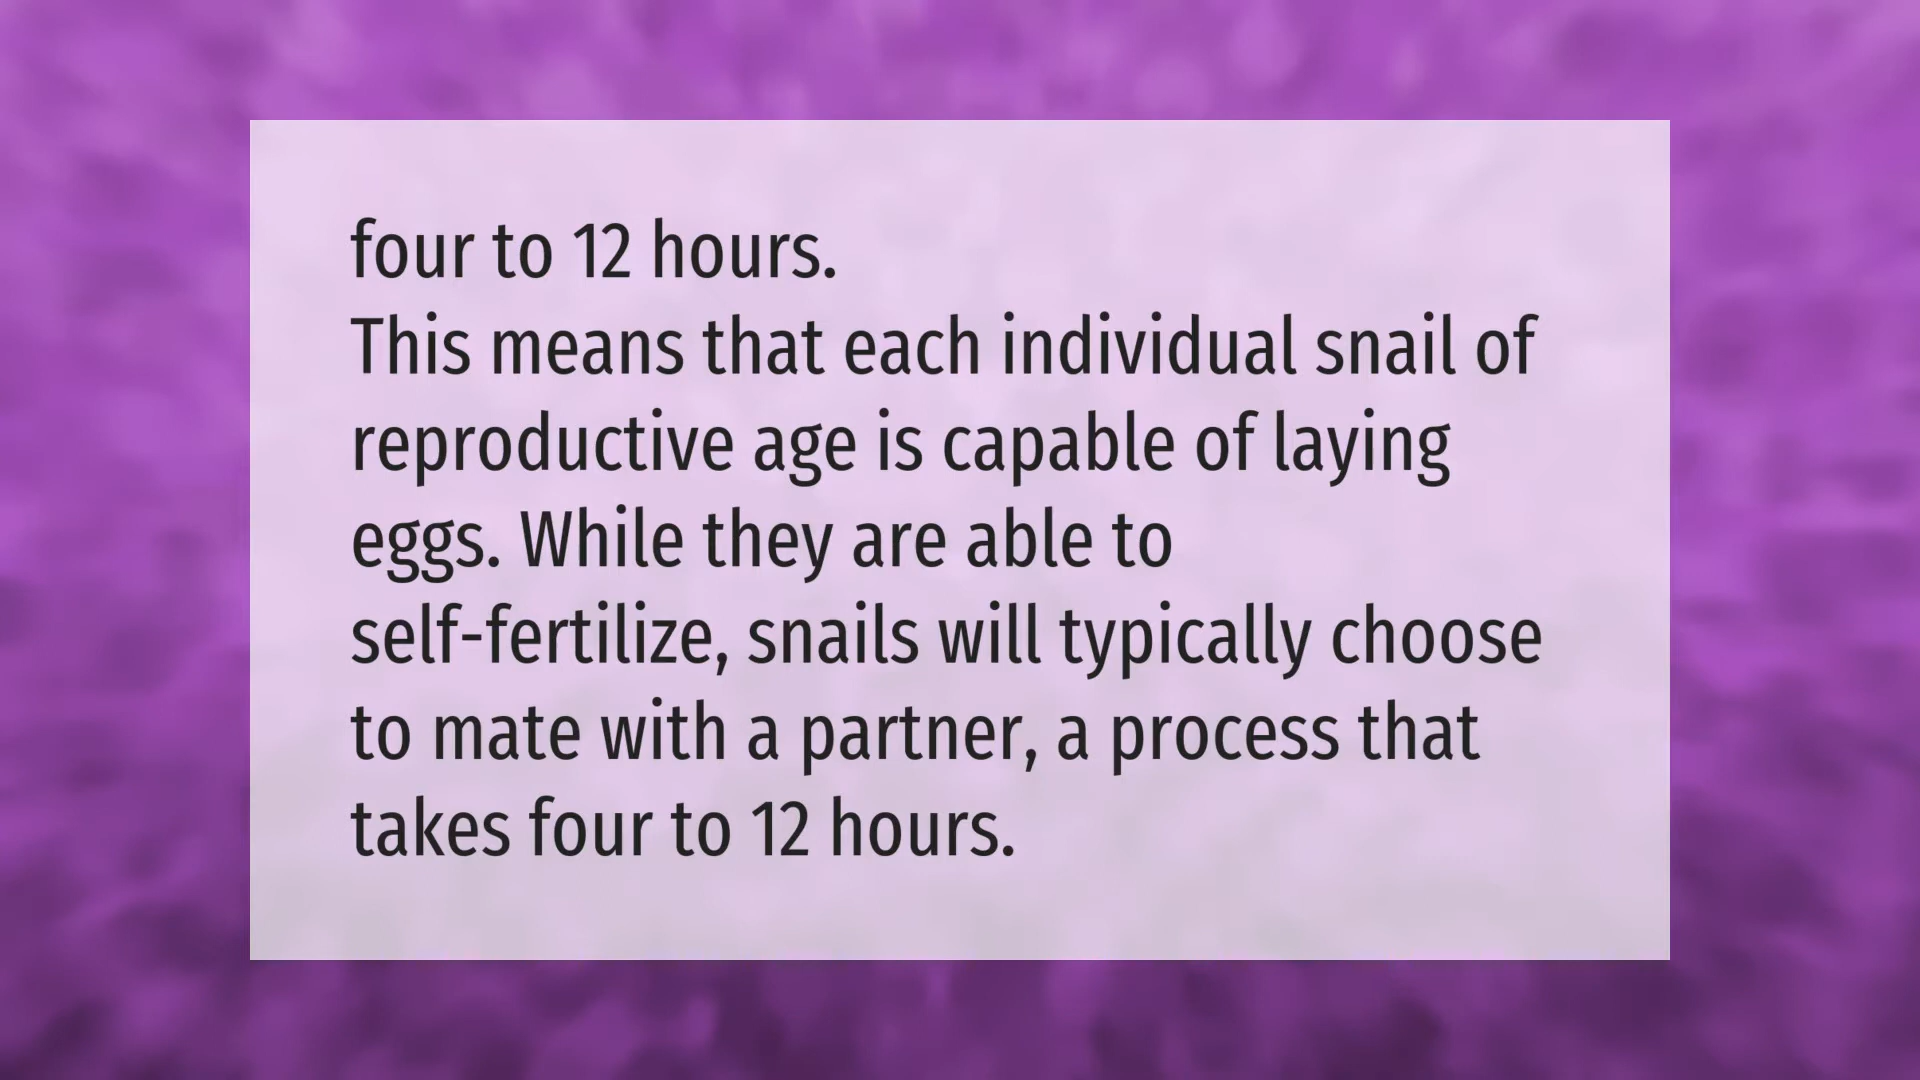 four to 12 hours.
This means that each individual snail of
reproductive age is capable of laying
eggs. While they are able to
self-fertilize, snails will typically choose
to mate with a partner, a process that
takes four to 12 hours.